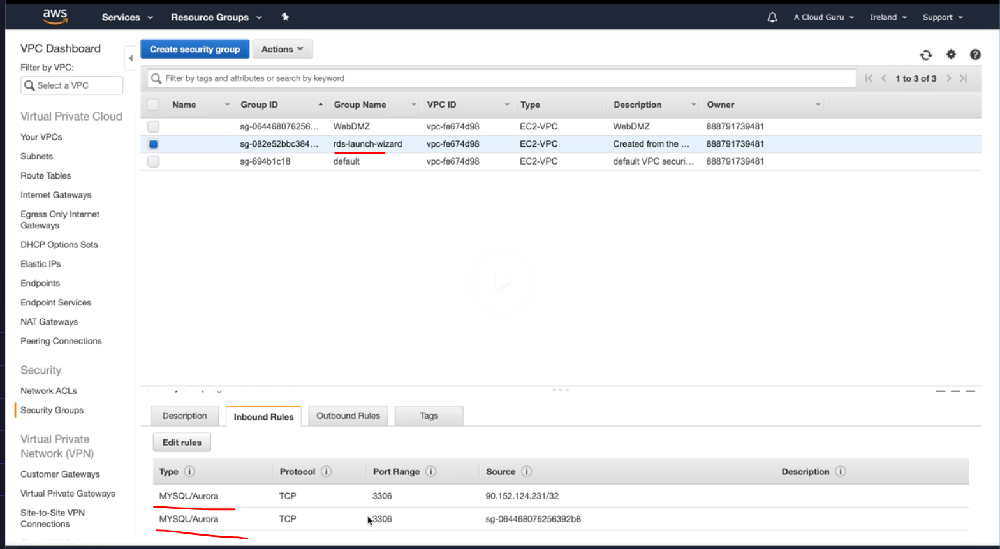 aws Services Resource Groups A Cloud Guru Ireland Support
VPC Dashboard
Filter by VPC:
Select a VPC
Virtual Private Cloud
Your VPCs
Subnets
Route Tables
Internet Gateways
Egress Only Internet
Gateways
DHCP Options Sets
Elastic IPs
Endpoints
Endpoint Services
NAT Gateways
Peering Connections
Security
Network ACLs
Security Groups
Virtual Private
Network (VPN)
Customer Gateways
Virtual Private Gateways
Site-to-Site VPN
Connections
Create security group Actions
Filter by tags and attributes or search by keyword 1 to 3 of 3
Name Group ID Group Name VPC ID Type Description Owner
sg-064468076256... WebDMZ vpc-fe674d98 EC2-VPC WebDMZ 888791739481
sg-082e52bbc384... rds-launch-wizard vpc-fe674d98 EC2-VPC Created from the ... 888791739481
sg-694b1c18 default vpc-fe674d98 EC2-VPC default VPC securi... 888791739481
Description Inbound Rules Outbound Rules Tags
Edit rules
Type Protocol Port Range Source Description
MYSQL/Aurora TCP 3306 90.152.124.231/32
MYSQL/Aurora TCP 3306 sg-064468076256392b8